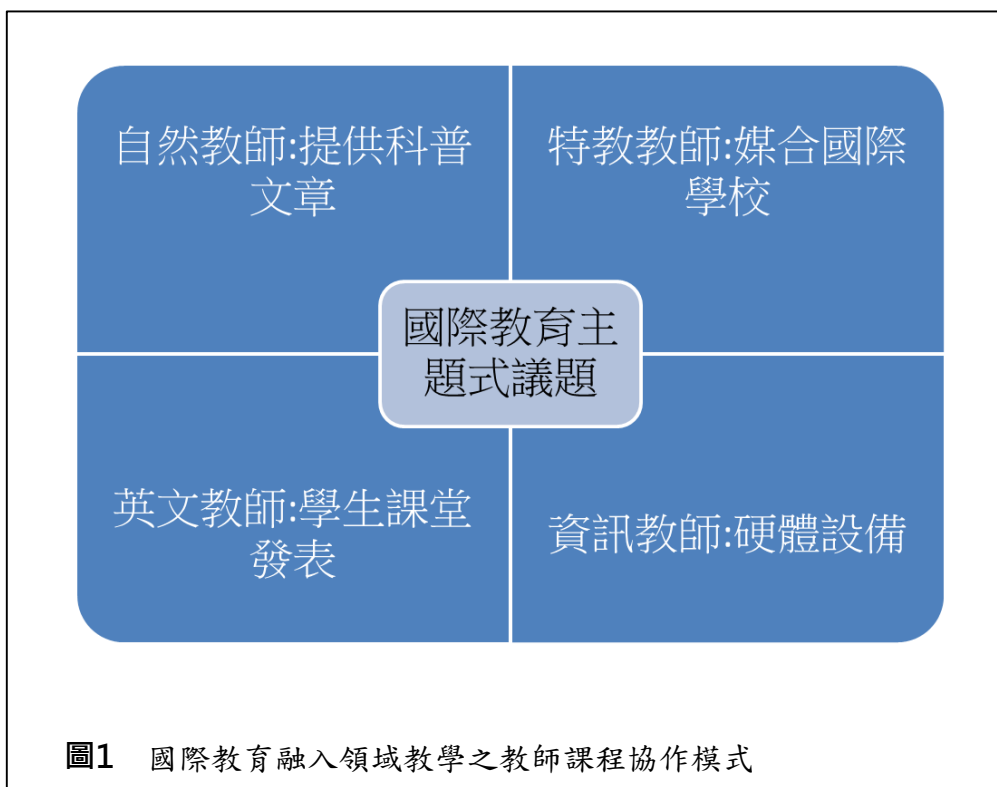 自然教師:提供科普
文章
特教教師:媒合國際
學校
國際教育主
題式議題
英文教師:學生課堂
發表
資訊教師:硬體設備
圖1 國際教育融入領域教學之教師課程協作模式